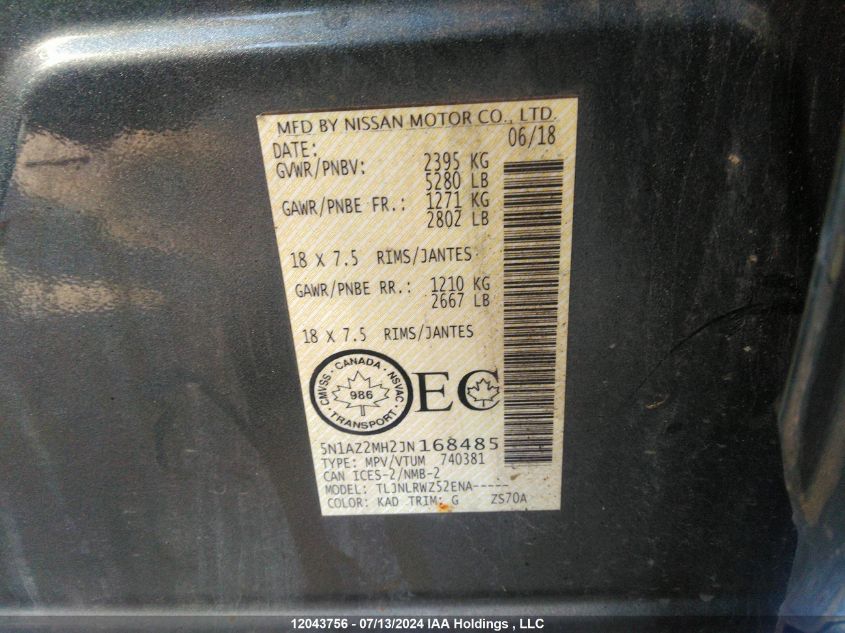 MFD BY NISSAN MOTOR CO., LTD.
DATE: 06/18
GVWR/PNBV: 2395 KG
5280 LB
GAWR/PNBE FR.: 1271 KG
2802 LB
18 X 7.5 RIMS/JANTES
GAWR/PNBE RR.: 1210 KG
2667 LB
18 X 7.5 RIMS/JANTES
CMVSS · CANADA · NSVAC · TRANSPORT ·
986
EC
5N1AZ2MH2JN168485
TYPE: MPV/VTUM 740381
CAN ICES-2/NMB-2
MODEL: TLJNLRWZ52ENA-----
COLOR: KAD TRIM: G ZS70A
12043756 - 07/13/2024 IAA Holdings , LLC